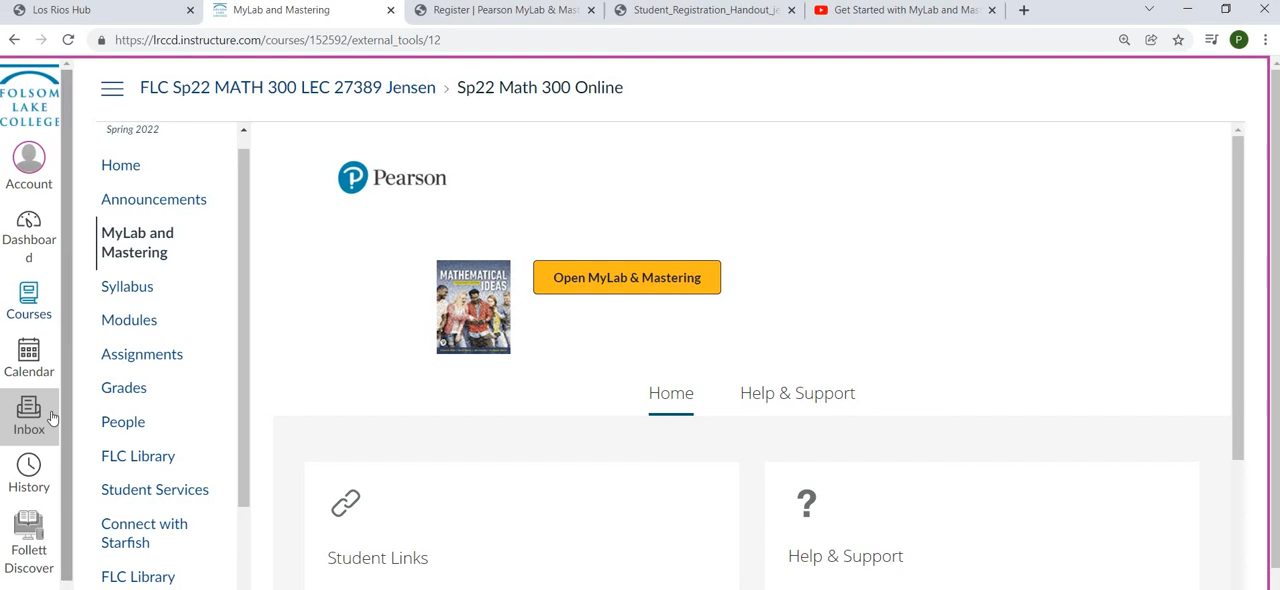 Los Rios Hub
MyLab and Mastering
Register | Pearson MyLab & Mast
Student_Registration_Handout_je
Get Started with MyLab and Mas
https://lrccd.instructure.com/courses/152592/external_tools/12
P
FOLSOM
LAKE
COLLEGE
Account
Dashboar
d
Courses
Calendar
Inbox
History
Follett
Discover
FLC Sp22 MATH 300 LEC 27389 Jensen › Sp22 Math 300 Online
Spring 2022
Home
Announcements
MyLab and
Mastering
Syllabus
Modules
Assignments
Grades
People
FLC Library
Student Services
Connect with
Starfish
FLC Library
P Pearson
MATHEMATICAL
IDEAS
Open MyLab & Mastering
Home
Help & Support
Student Links
?
Help & Support